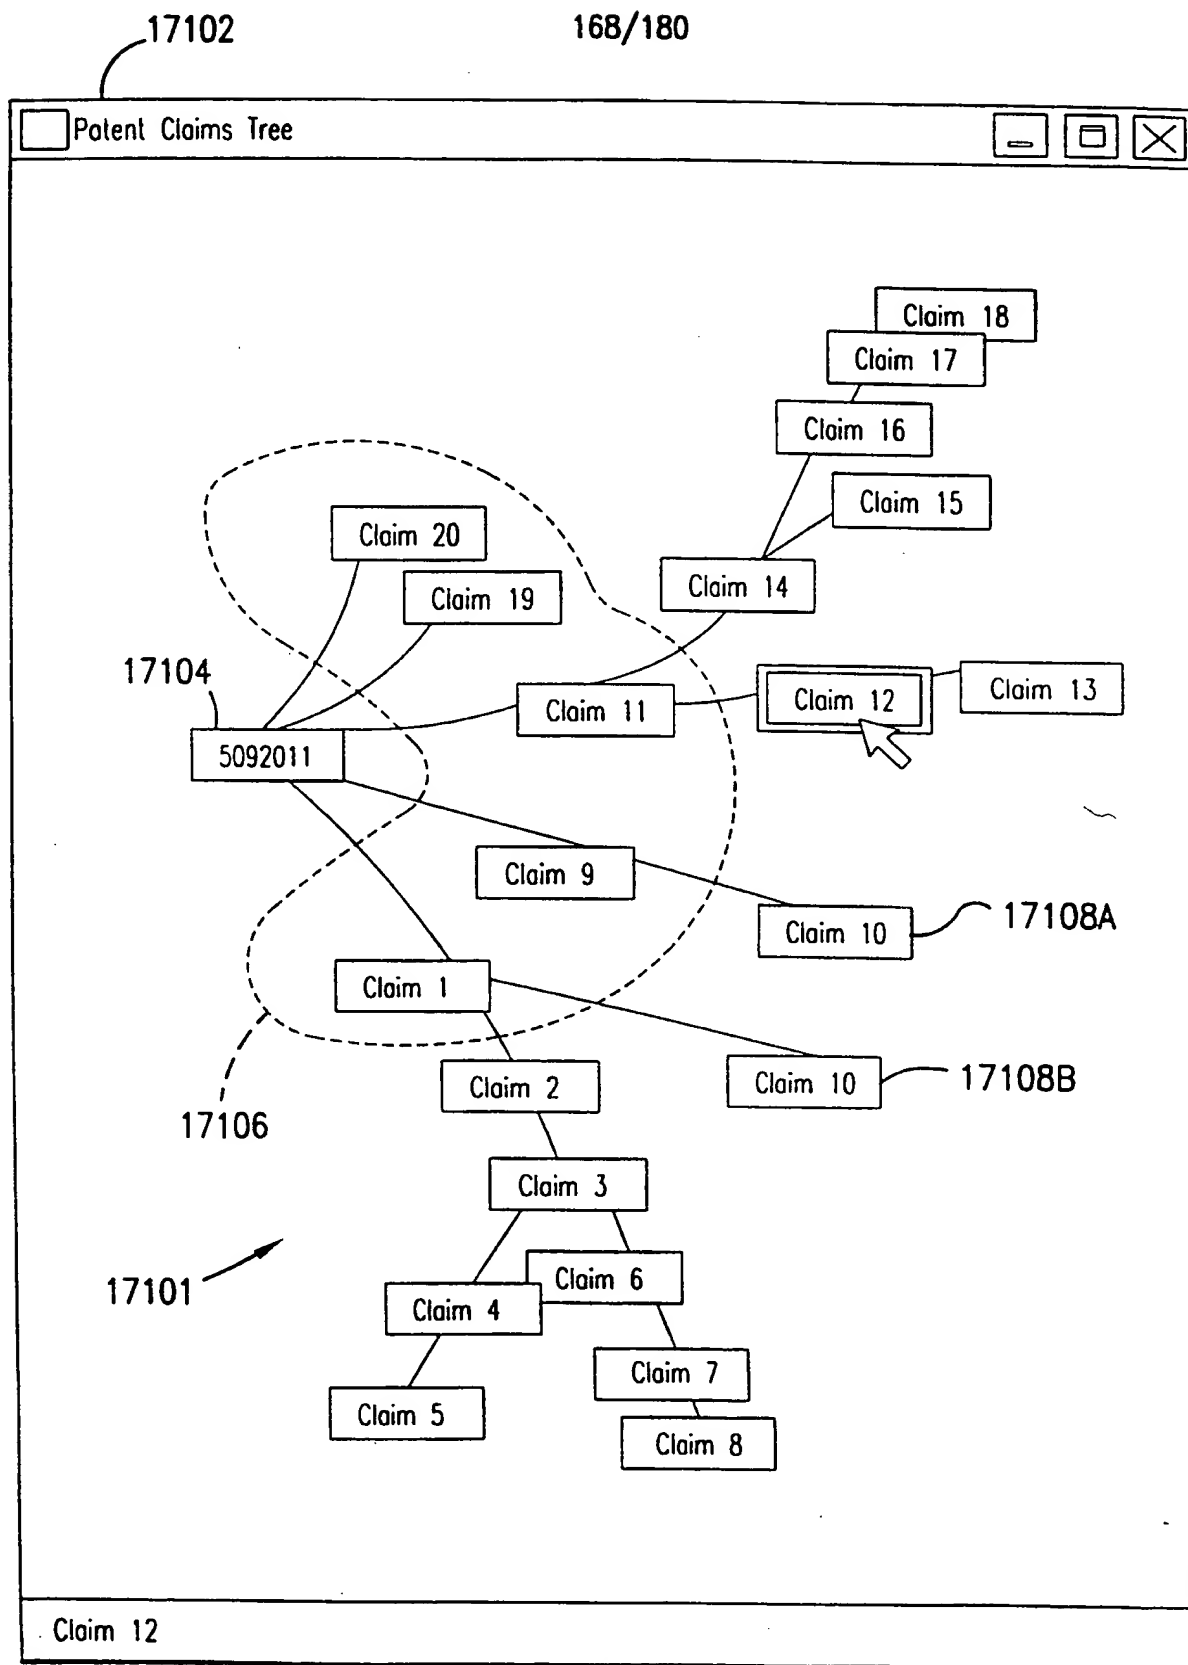 17102
168/180
Patent Claims Tree
Claim 18
Claim 17
Claim 16
Claim 15
Claim 20
Claim 14
Claim 19
17104
Claim 13
Claim 12
Claim 11
5092011
Claim 9
17108A
Claim 10
Claim 1
17108B
Claim 10
Claim 2
17106
Claim 3
Claim 6
17101
Claim 4
Claim 7
Claim 5
Claim 8
Claim 12